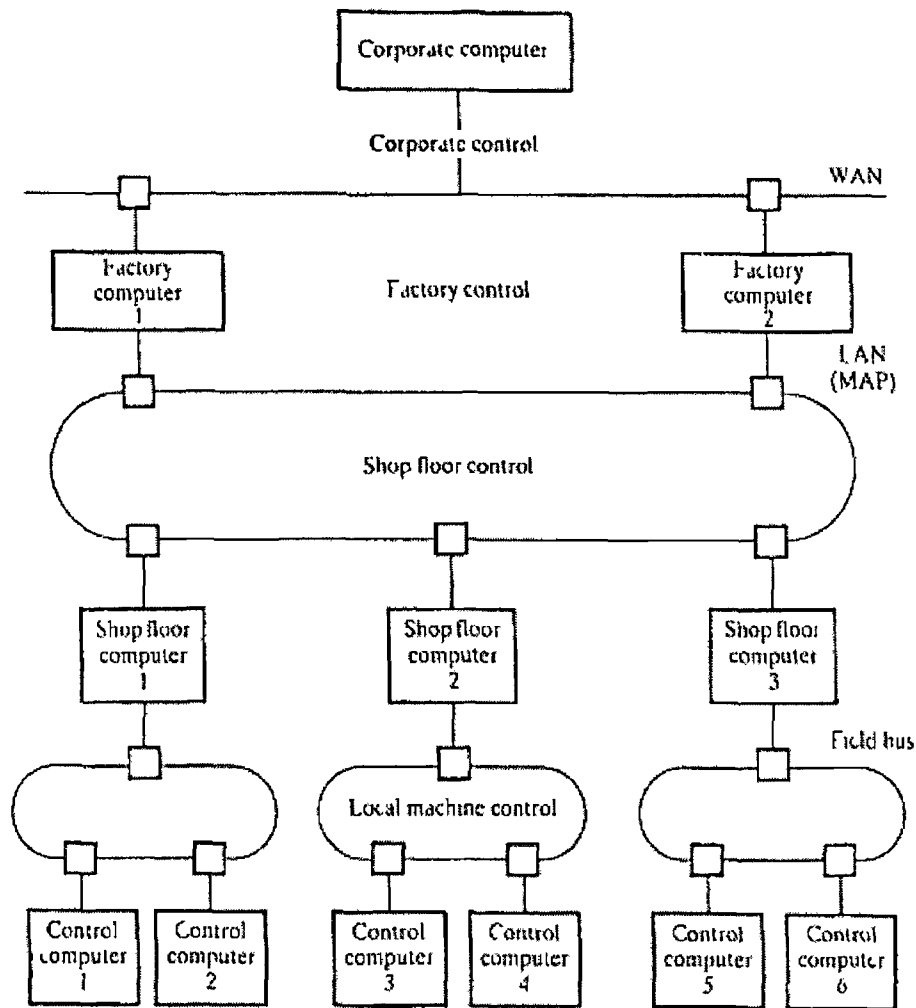 Corporate computer
Corporate control
WAN
Factory
computer
1
Factory control
Factory
computer
2
LAN
(MAP)
Shop floor control
Shop floor
computer
1
Shop floor
computer
2
Shop floor
computer
3
Field bus
Local machine control
Control
computer
1
Control
computer
2
Control
computer
3
Control
computer
4
Control
computer
5
Control
computer
6